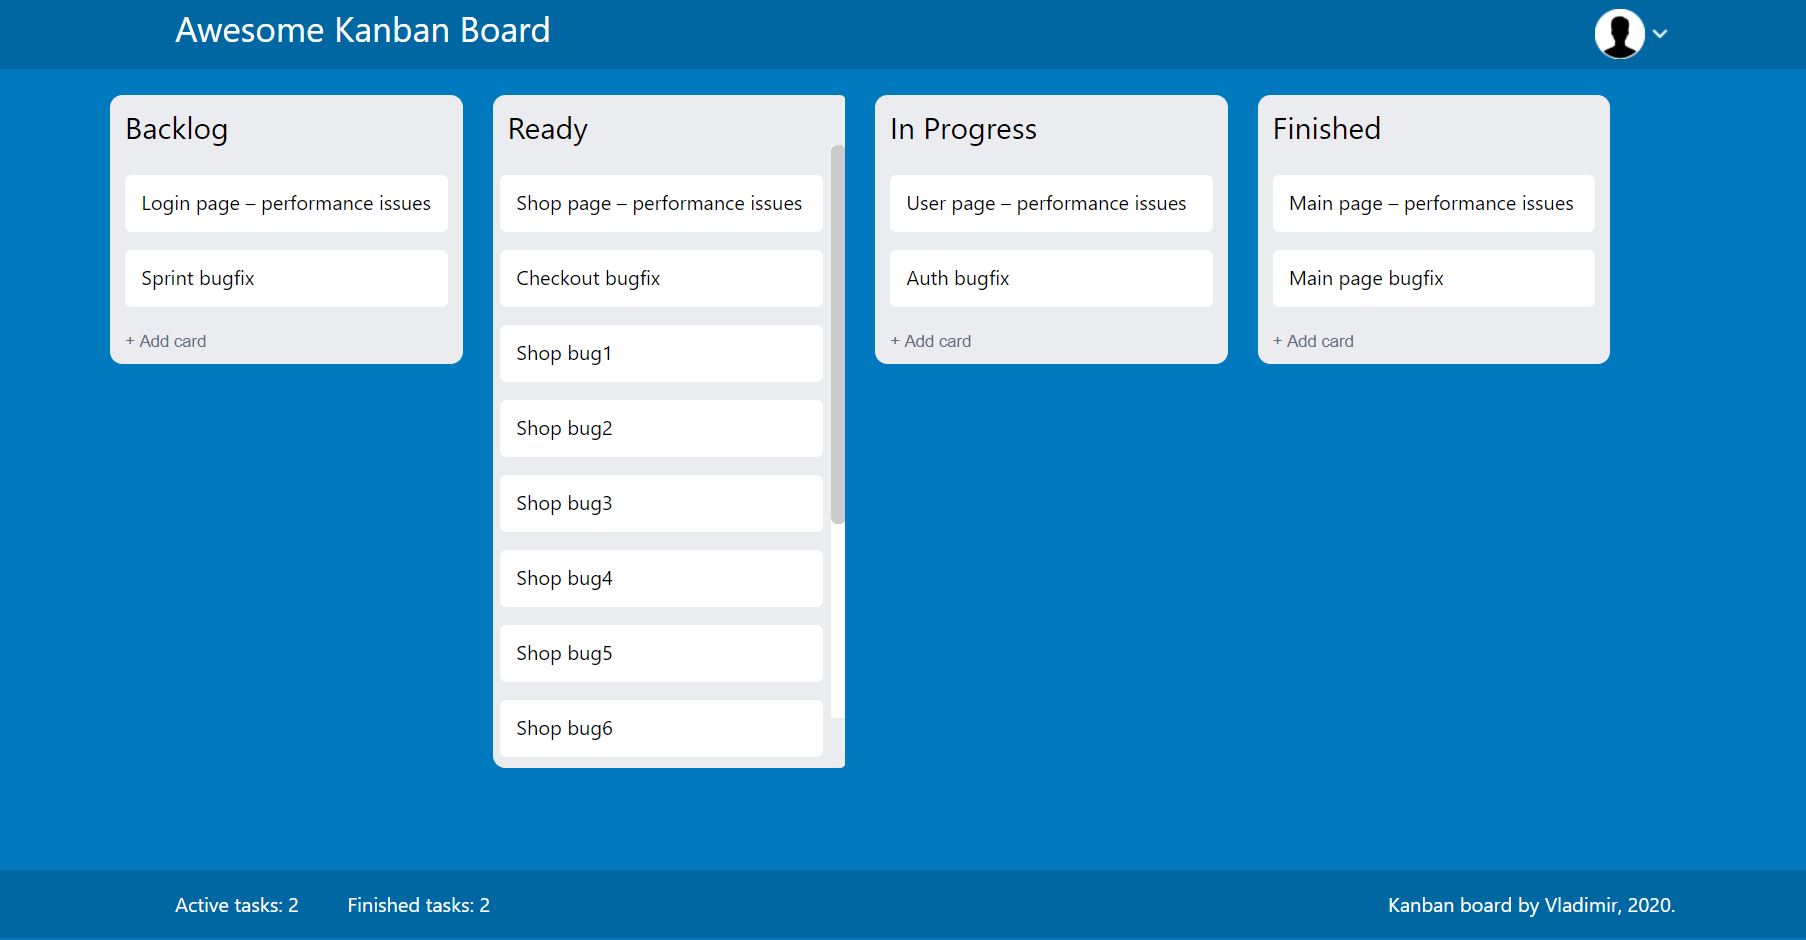 Awesome Kanban Board
Backlog
Login page – performance issues
Sprint bugfix
+ Add card
Ready
Shop page – performance issues
Checkout bugfix
Shop bug1
Shop bug2
Shop bug3
Shop bug4
Shop bug5
Shop bug6
In Progress
User page – performance issues
Auth bugfix
+ Add card
Finished
Main page – performance issues
Main page bugfix
+ Add card
Active tasks: 2
Finished tasks: 2
Kanban board by Vladimir, 2020.